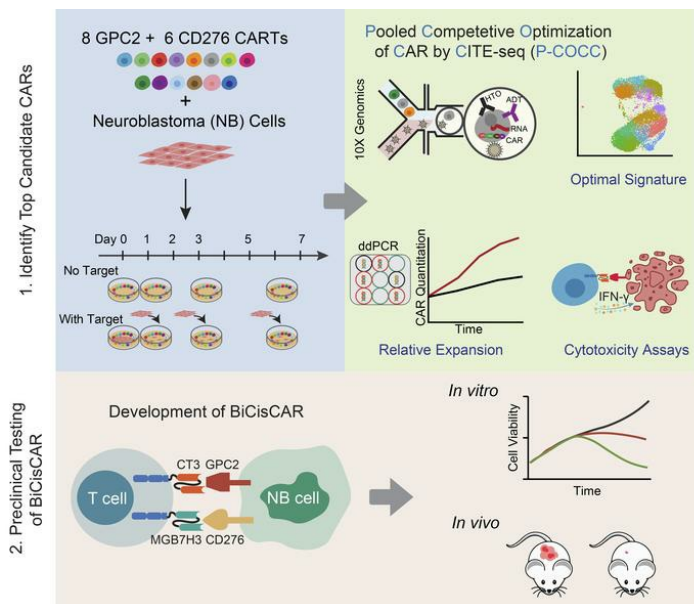 1. Identify Top Candidate CARs
8 GPC2 + 6 CD276 CARTs
+
Neuroblastoma (NB) Cells
Day 0 1 2 3 5 7
No Target
With Target
Pooled Competetive Optimization
of CAR by CITE-seq (P-COCC)
10X Genomics
HTO
ADT
RNA
CAR
Optimal Signature
ddPCR
CAR Quantitation
Time
Relative Expansion
IFN-γ
Cytotoxicity Assays
2. Preclinical Testing
of BiCisCAR
Development of BiCisCAR
CT3 GPC2
T cell
NB cell
MGB7H3 CD276
In vitro
Cell Viability
Time
In vivo